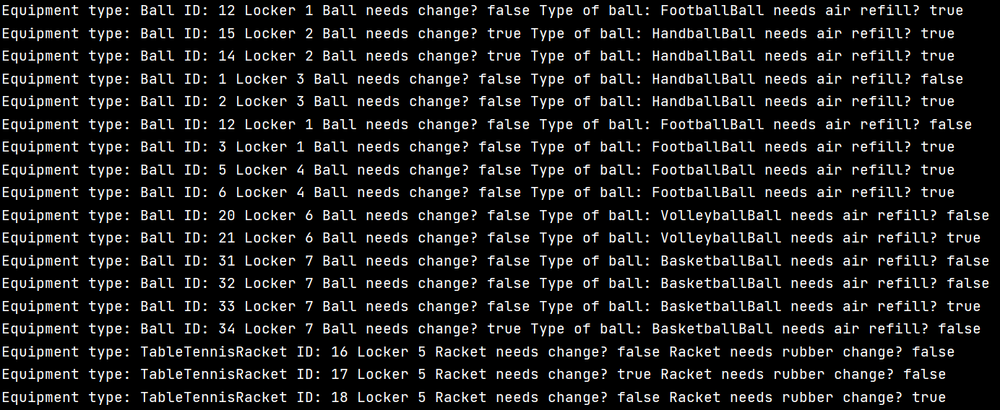 Equipment type: Ball ID: 12 Locker 1 Ball needs change? false Type of ball: FootballBall needs air refill? true
Equipment type: Ball ID: 15 Locker 2 Ball needs change? true Type of ball: HandballBall needs air refill? true
Equipment type: Ball ID: 14 Locker 2 Ball needs change? true Type of ball: HandballBall needs air refill? true
Equipment type: Ball ID: 1 Locker 3 Ball needs change? false Type of ball: HandballBall needs air refill? false
Equipment type: Ball ID: 2 Locker 3 Ball needs change? false Type of ball: HandballBall needs air refill? true
Equipment type: Ball ID: 12 Locker 1 Ball needs change? false Type of ball: FootballBall needs air refill? false
Equipment type: Ball ID: 3 Locker 1 Ball needs change? false Type of ball: FootballBall needs air refill? true
Equipment type: Ball ID: 5 Locker 4 Ball needs change? false Type of ball: FootballBall needs air refill? true
Equipment type: Ball ID: 6 Locker 4 Ball needs change? false Type of ball: FootballBall needs air refill? true
Equipment type: Ball ID: 20 Locker 6 Ball needs change? false Type of ball: VolleyballBall needs air refill? false
Equipment type: Ball ID: 21 Locker 6 Ball needs change? false Type of ball: VolleyballBall needs air refill? true
Equipment type: Ball ID: 31 Locker 7 Ball needs change? false Type of ball: BasketballBall needs air refill? false
Equipment type: Ball ID: 32 Locker 7 Ball needs change? false Type of ball: BasketballBall needs air refill? false
Equipment type: Ball ID: 33 Locker 7 Ball needs change? false Type of ball: BasketballBall needs air refill? true
Equipment type: Ball ID: 34 Locker 7 Ball needs change? true Type of ball: BasketballBall needs air refill? false
Equipment type: TableTennisRacket ID: 16 Locker 5 Racket needs change? false Racket needs rubber change? false
Equipment type: TableTennisRacket ID: 17 Locker 5 Racket needs change? true Racket needs rubber change? false
Equipment type: TableTennisRacket ID: 18 Locker 5 Racket needs change? false Racket needs rubber change? true